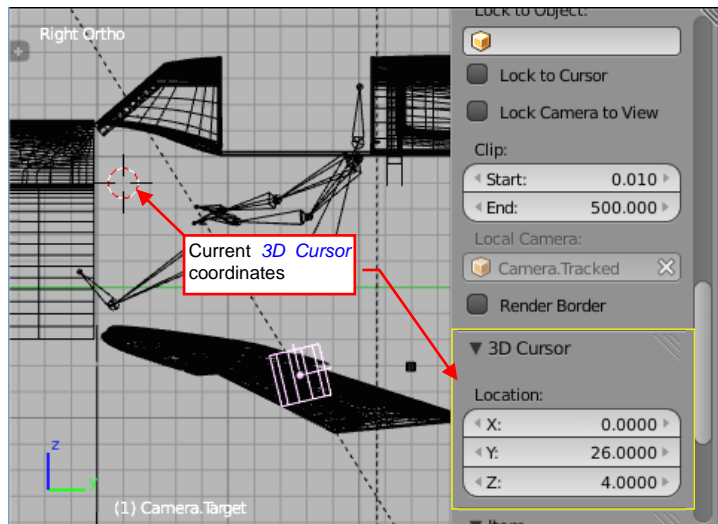 Lock to Object:
Right Ortho
Lock to Cursor
Lock Camera to View
Clip:
Start: 0.010
End: 500.000
Local Camera:
Camera.Tracked
Render Border
Current 3D Cursor
coordinates
3D Cursor
Location:
X: 0.0000
Y: 26.0000
Z: 4.0000
z
y
(1) Camera.Target
Item